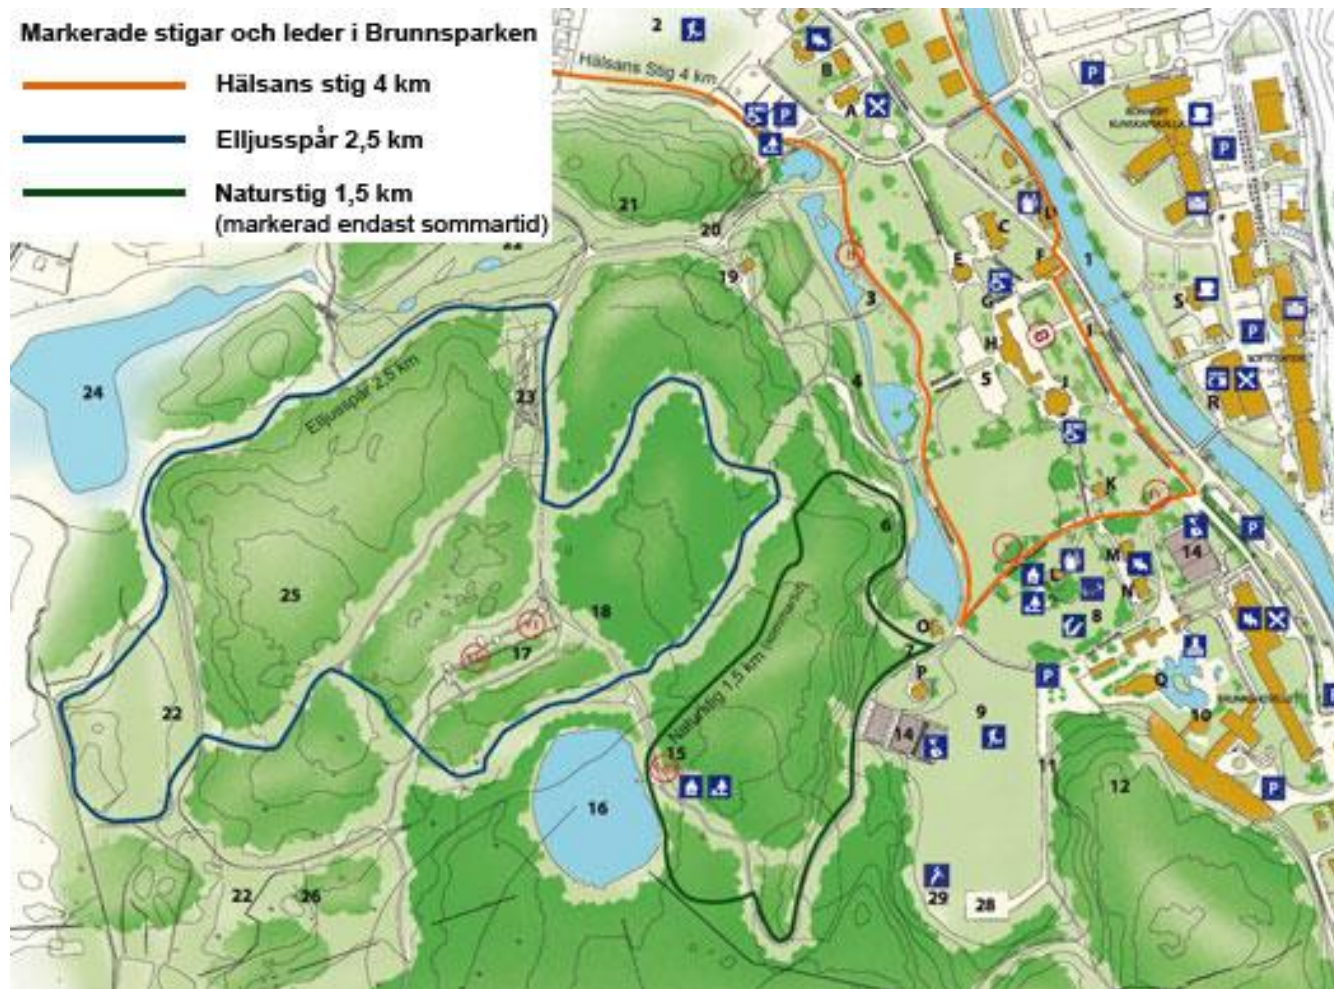 Markerade stigar och leder i Brunnsparken
Hälsans stig 4 km
Elljusspår 2,5 km
Naturstig 1,5 km
(markerad endast sommartid)
2
Hälsans Stig 4 km
B
A
P
P
P
21
20
22
19
C
E
F
G
1
3
S
P
H
I
5
J
4
R
24
23
Elljusspår 2,5 km
K
6
P
14
M
L
N
8
25
18
17
O
7
P
P
Q
10
22
Naturstig 1,5 km - sommartid
9
14
15
11
12
P
16
22
26
29
28